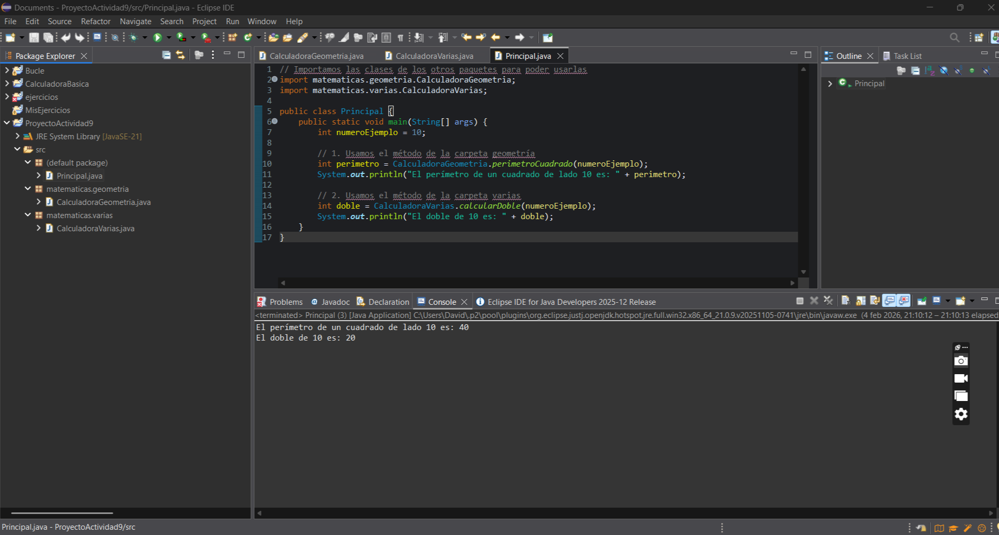 Documents - ProyectoActividad9/src/Principal.java - Eclipse IDE
File Edit Source Refactor Navigate Search Project Run Window Help
Package Explorer
Bucle
CalculadoraBasica
ejercicios
MisEjercicios
ProyectoActividad9
JRE System Library [JavaSE-21]
src
(default package)
Principal.java
matematicas.geometria
CalculadoraGeometria.java
matematicas.varias
CalculadoraVarias.java
CalculadoraGeometria.java CalculadoraVarias.java Principal.java
1 // Importamos las clases de los otros paquetes para poder usarlas
2 import matematicas.geometria.CalculadoraGeometria;
3 import matematicas.varias.CalculadoraVarias;
4
5 public class Principal {
6 public static void main(String[] args) {
7 int numeroEjemplo = 10;
8
9 // 1. Usamos el método de la carpeta geometría
10 int perimetro = CalculadoraGeometria.perimetroCuadrado(numeroEjemplo);
11 System.out.println("El perímetro de un cuadrado de lado 10 es: " + perimetro);
12
13 // 2. Usamos el método de la carpeta varias
14 int doble = CalculadoraVarias.calcularDoble(numeroEjemplo);
15 System.out.println("El doble de 10 es: " + doble);
16 }
17 }
Outline Task List
Principal
Problems Javadoc Declaration Console Eclipse IDE for Java Developers 2025-12 Release
<terminated> Principal (3) [Java Application] C:\Users\David\.p2\pool\plugins\org.eclipse.justj.openjdk.hotspot.jre.full.win32.x86_64_21.0.9.v20251105-0741\jre\bin\javaw.exe (4 feb 2026, 21:10:12 – 21:10:13 elapsed
El perímetro de un cuadrado de lado 10 es: 40
El doble de 10 es: 20
Principal.java - ProyectoActividad9/src